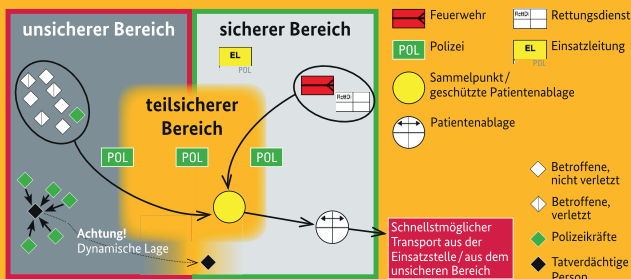 unsicherer Bereich
sicherer Bereich
EL
POL
teilsicherer
Bereich
RettD
POL
POL
POL
Achtung!
Dynamische Lage
Feuerwehr
RettD
Rettungsdienst
POL
Polizei
EL
POL
Einsatzleitung
Sammelpunkt/
geschützte Patientenablage
Patientenablage
Betroffene,
nicht verletzt
Betroffene,
verletzt
Polizeikräfte
Tatverdächtige
Person
Schnellstmöglicher
Transport aus der
Einsatzstelle/aus dem
unsicheren Bereich